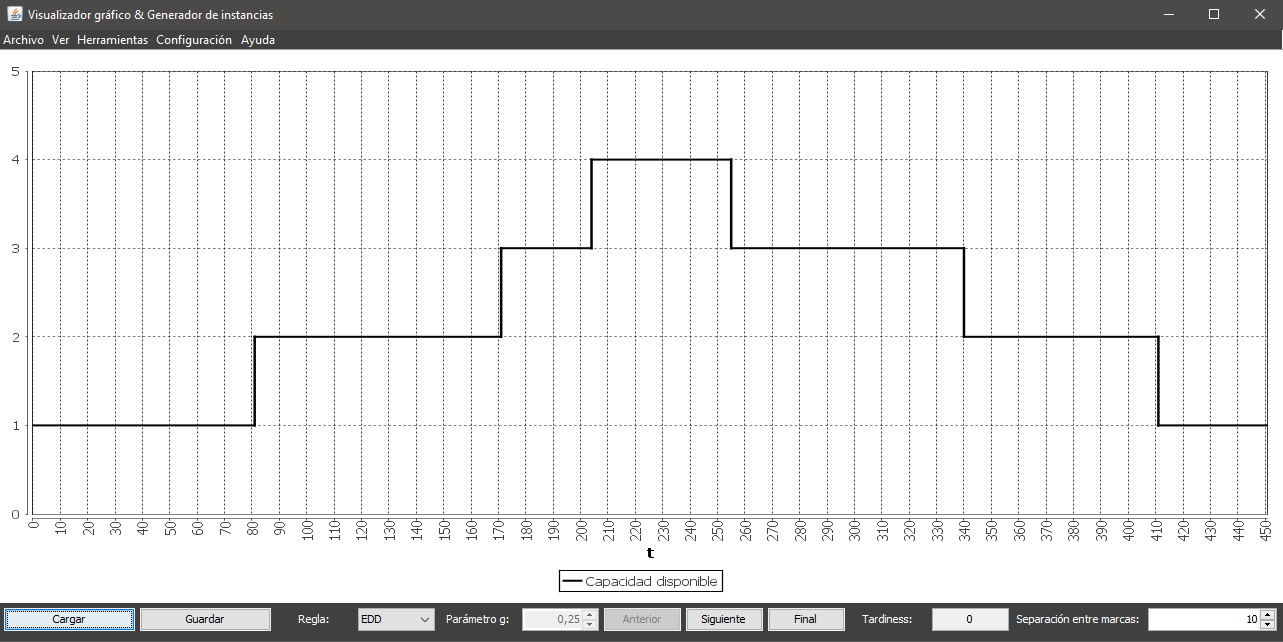 Visualizador gráfico & Generador de instancias
Archivo Ver Herramientas Configuración Ayuda
5
4
3
2
1
0
0 10 20 30 40 50 60 70 80 90 100 110 120 130 140 150 160 170 180 190 200 210 220 230 240 250 260 270 280 290 300 310 320 330 340 350 360 370 380 390 400 410 420 430 440 450
t
Capacidad disponible
Cargar Guardar Regla: EDD Parámetro g: 0,25 Anterior Siguiente Final Tardiness: 0 Separación entre marcas: 10